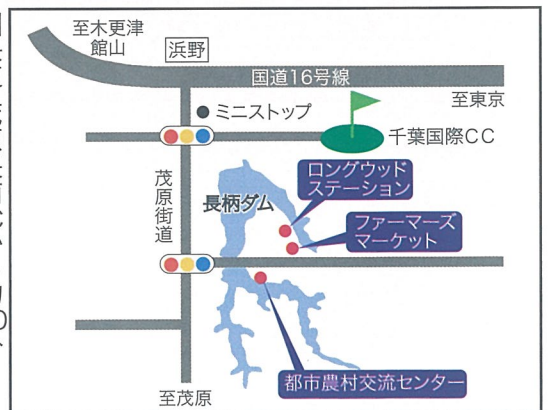 至木更津
館山
浜野
国道16号線
至東京
ミニストップ
千葉国際CC
ロングウッド
ステーション
茂原街道
長柄ダム
ファーマーズ
マーケット
都市農村交流センター
至茂原